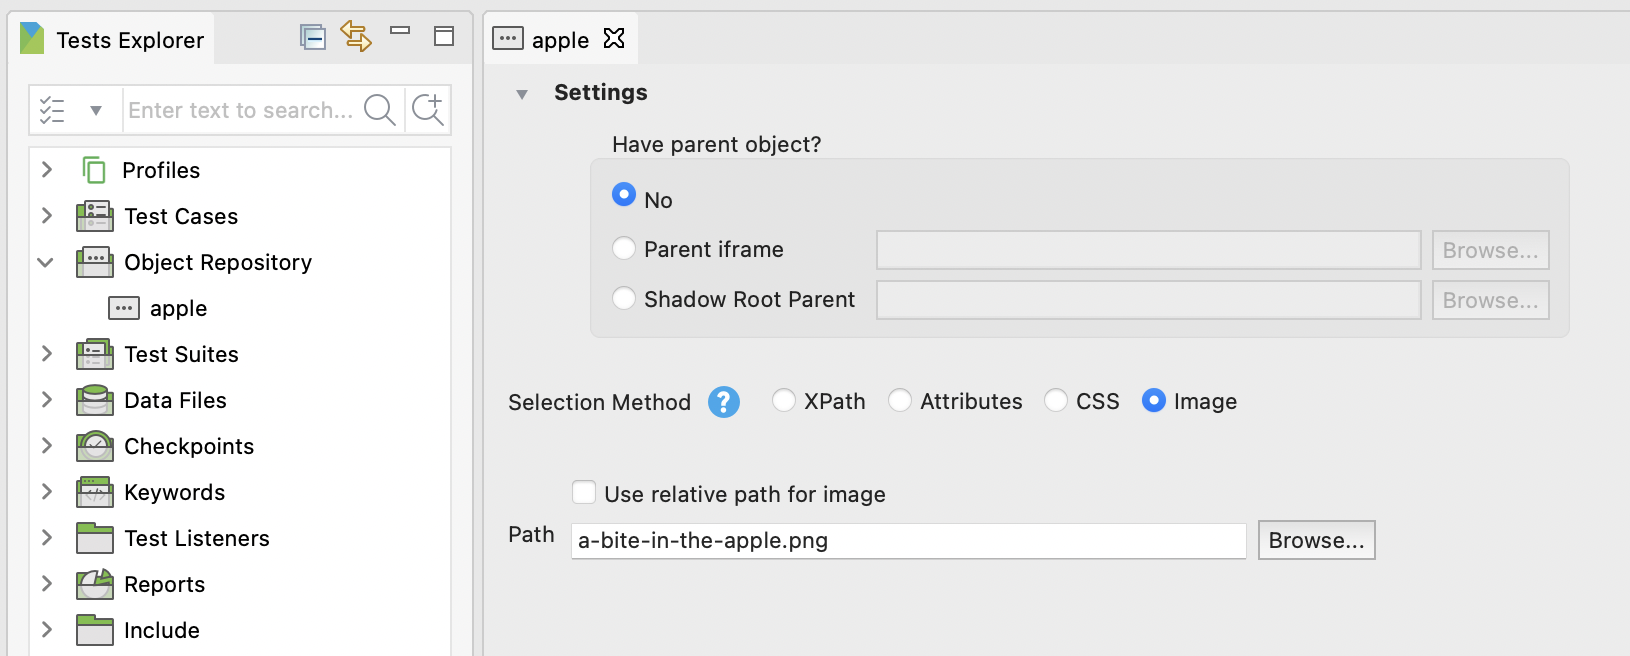 Tests Explorer
apple
Enter text to search...
Profiles
Test Cases
Object Repository
apple
Test Suites
Data Files
Checkpoints
Keywords
Test Listeners
Reports
Include
Settings
Have parent object?
No
Parent iframe Browse...
Shadow Root Parent Browse...
Selection Method ? XPath Attributes CSS Image
Use relative path for image
Path a-bite-in-the-apple.png Browse...